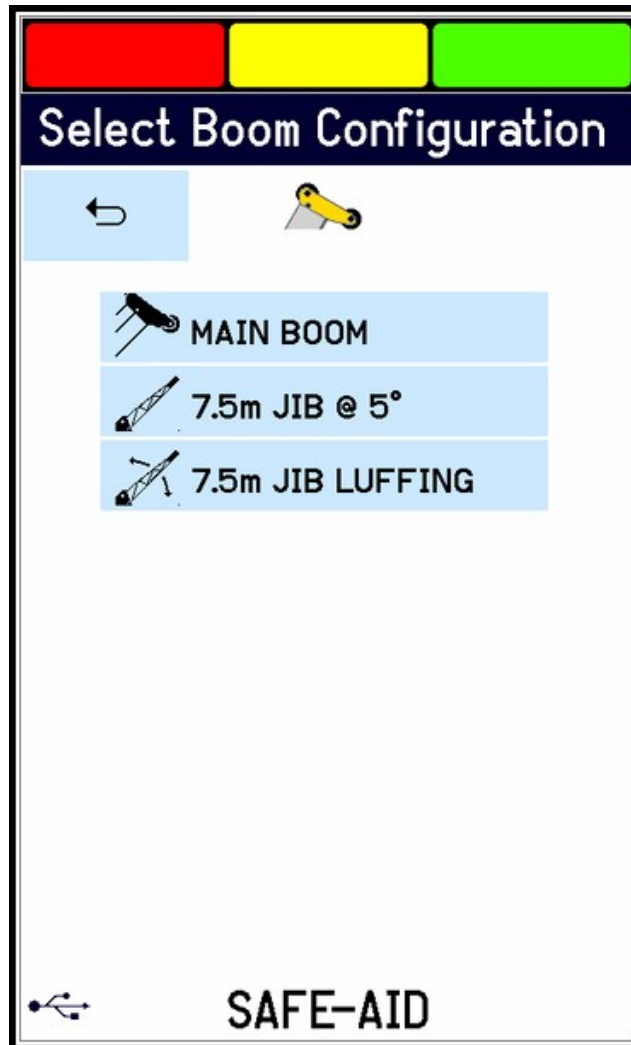 Select Boom Configuration
MAIN BOOM
7.5m JIB @ 5°
7.5m JIB LUFFING
SAFE-AID